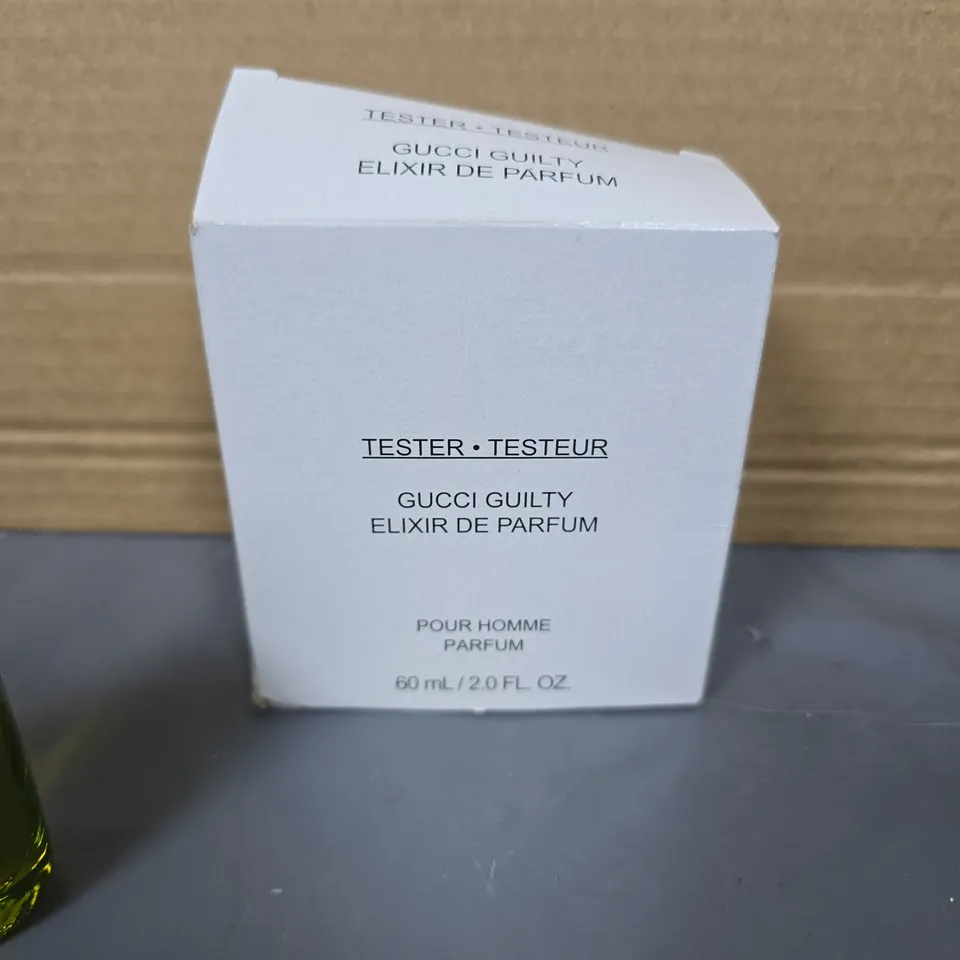 TESTER • TESTEUR
GUCCI GUILTY
ELIXIR DE PARFUM
TESTER • TESTEUR
GUCCI GUILTY
ELIXIR DE PARFUM
POUR HOMME
PARFUM
60 mL / 2.0 FL. OZ.